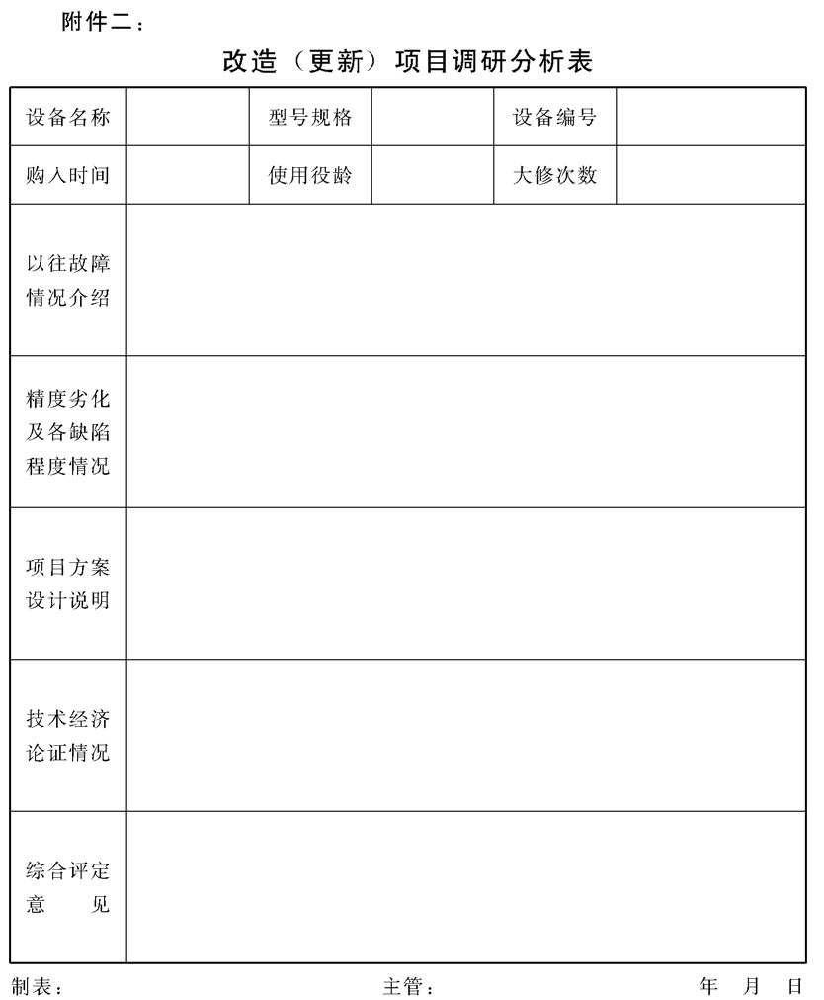 附件二：
改造（更新）项目调研分析表
设备名称 型号规格 设备编号
购入时间 使用役龄 大修次数
以往故障
情况介绍
精度劣化
及各缺陷
程度情况
项目方案
设计说明
技术经济
论证情况
综合评定
意 见
制表： 主管： 年 月 日